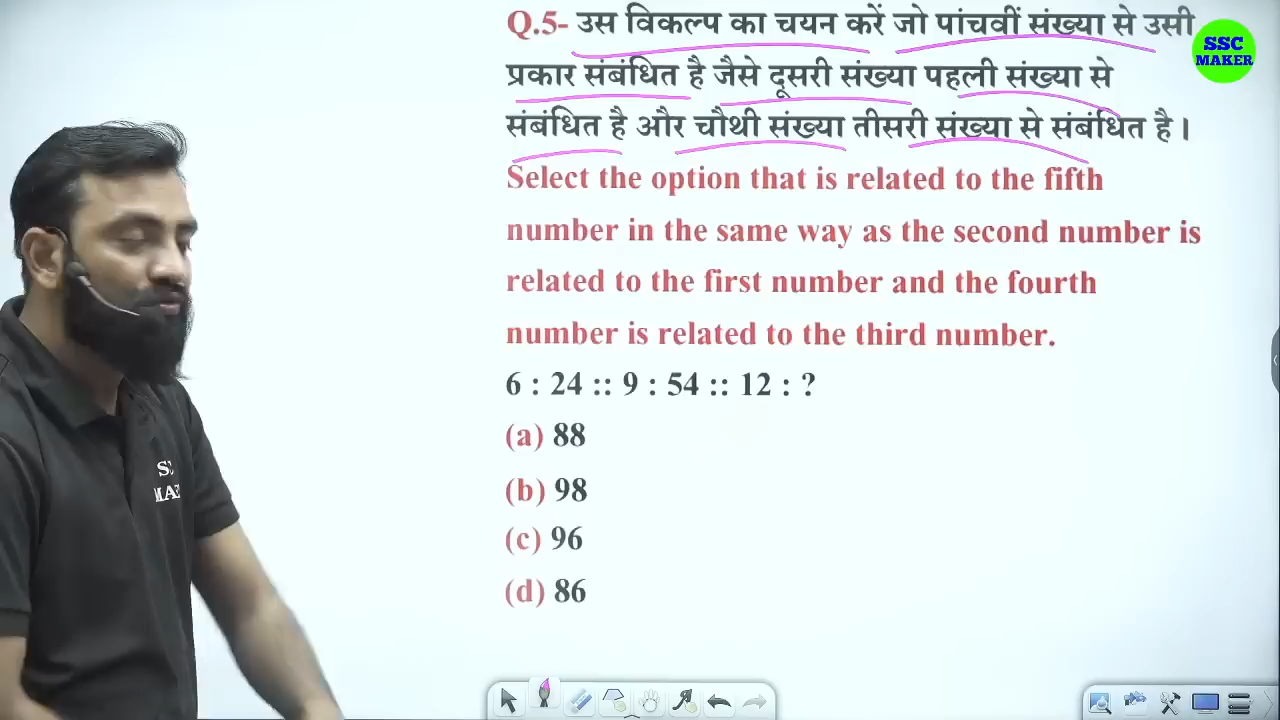 Q.5- उस विकल्प का चयन करें जो पांचवीं संख्या से उसी
प्रकार संबंधित है जैसे दूसरी संख्या पहली संख्या से
संबंधित है और चौथी संख्या तीसरी संख्या से संबंधित है।
Select the option that is related to the fifth
number in the same way as the second number is
related to the first number and the fourth
number is related to the third number.
6 : 24 :: 9 : 54 :: 12 : ?
(a) 88
(b) 98
(c) 96
(d) 86
SSC
MAKER